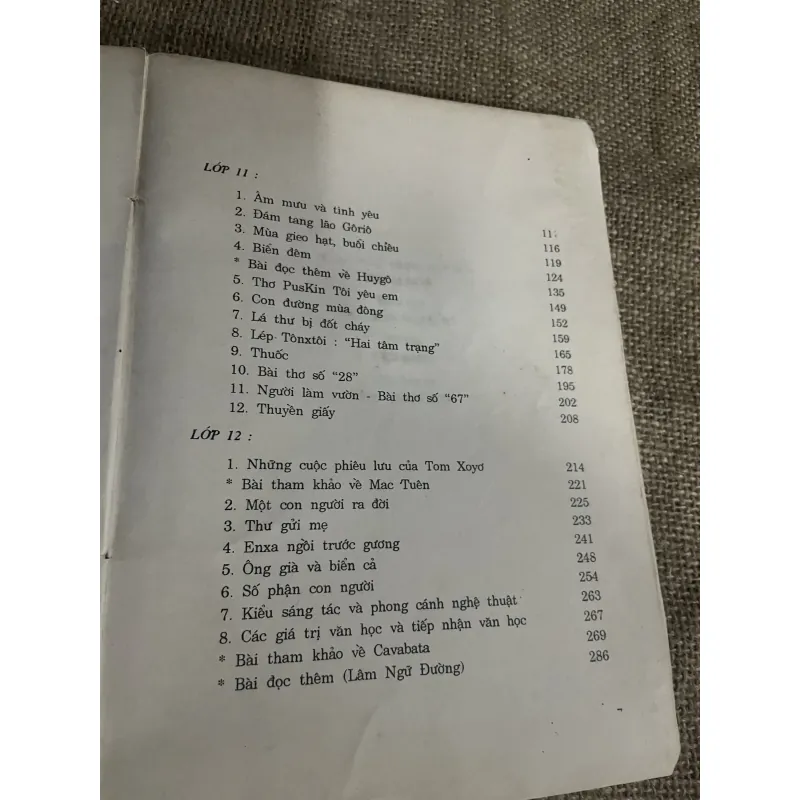 LỚP 11 :
1. Âm mưu và tình yêu
2. Đám tang lão Gôriô 116
3. Mùa gieo hạt, buổi chiều 119
4. Biển đêm 124
* Bài đọc thêm về Huygô 135
5. Thơ PusKin Tôi yêu em 149
6. Con đường mùa đông 152
7. Lá thư bị đốt cháy 159
8. Lép Tônxtôi : “Hai tâm trạng” 165
9. Thuốc 178
10. Bài thơ số “28” 195
11. Người làm vườn - Bài thơ số “67” 202
12. Thuyền giấy 208
LỚP 12 :
1. Những cuộc phiêu lưu của Tom Xoyơ 214
* Bài tham khảo về Mac Tuên 221
2. Một con người ra đời 225
3. Thư gửi mẹ 233
4. Enxa ngồi trước gương 241
5. Ông già và biển cả 248
6. Số phận con người 254
7. Kiểu sáng tác và phong cánh nghệ thuật 263
8. Các giá trị văn học và tiếp nhận văn học 267
* Bài tham khảo về Cavabata 269
* Bài đọc thêm (Lâm Ngữ Đường) 286